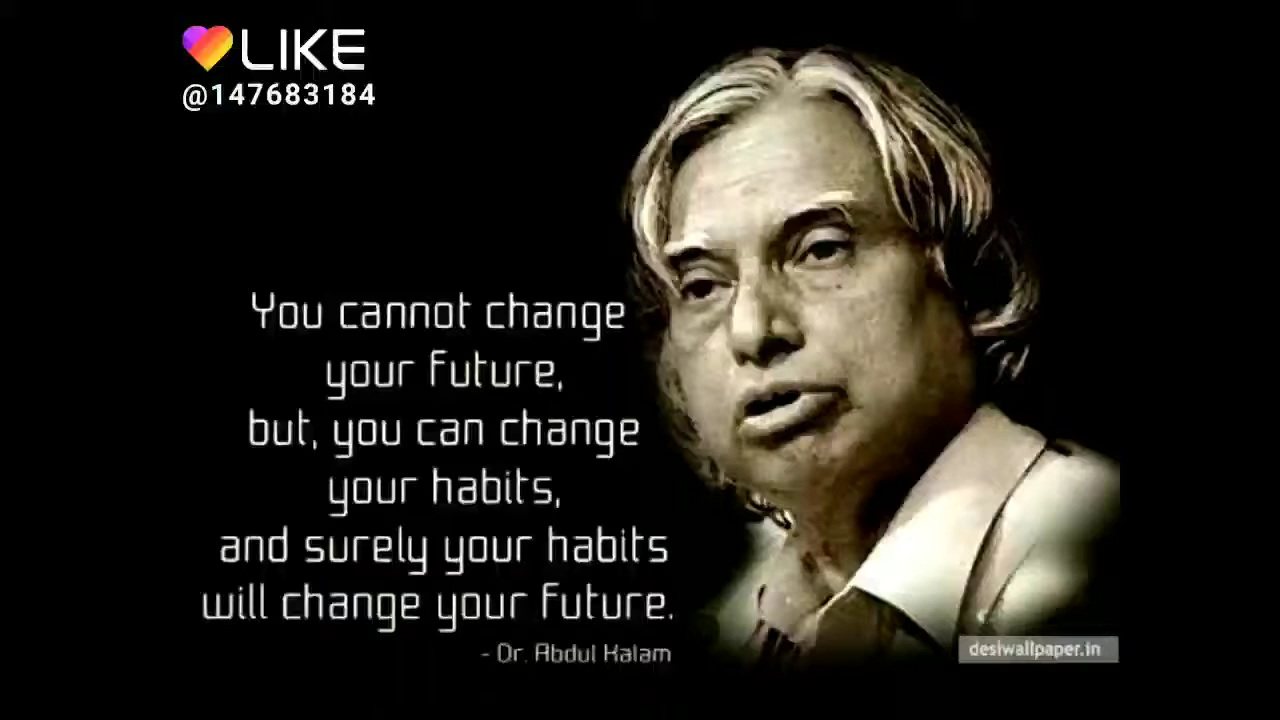 LIKE
@147683184
You cannot change
your future,
but, you can change
your habits,
and surely your habits
will change your future.
- Dr. Abdul Kalam
desiwallpaper.in